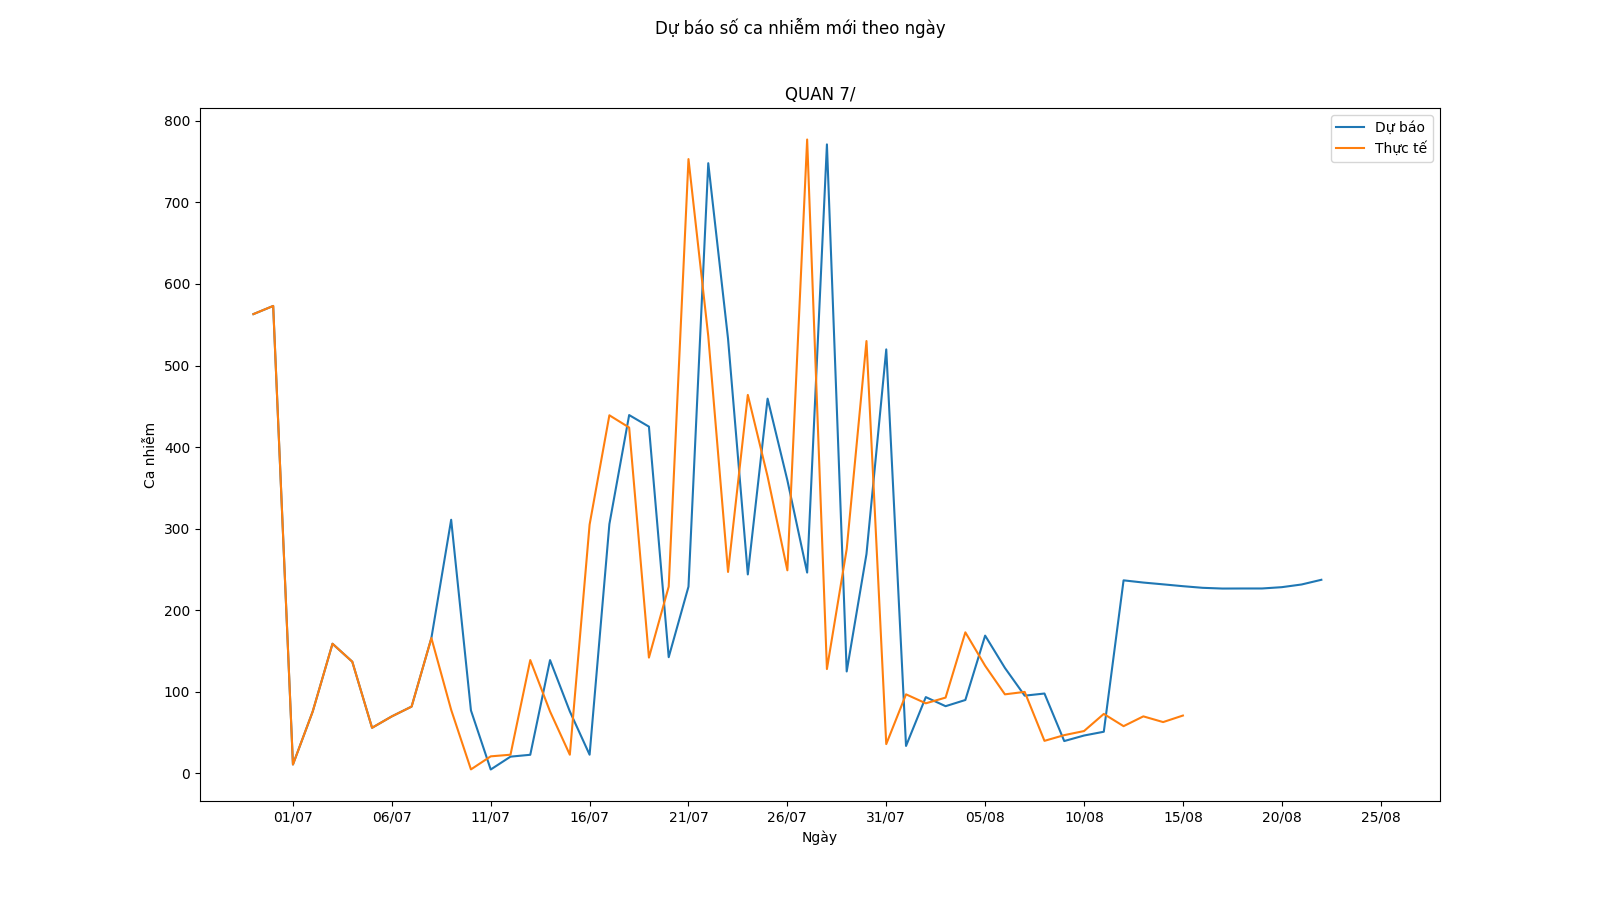 Dự báo số ca nhiễm mới theo ngày
QUAN 7/
Dự báo
Thực tế
800
700
600
500
400
300
200
100
0
Ca nhiễm
01/07 06/07 11/07 16/07 21/07 26/07 31/07 05/08 10/08 15/08 20/08 25/08
Ngày